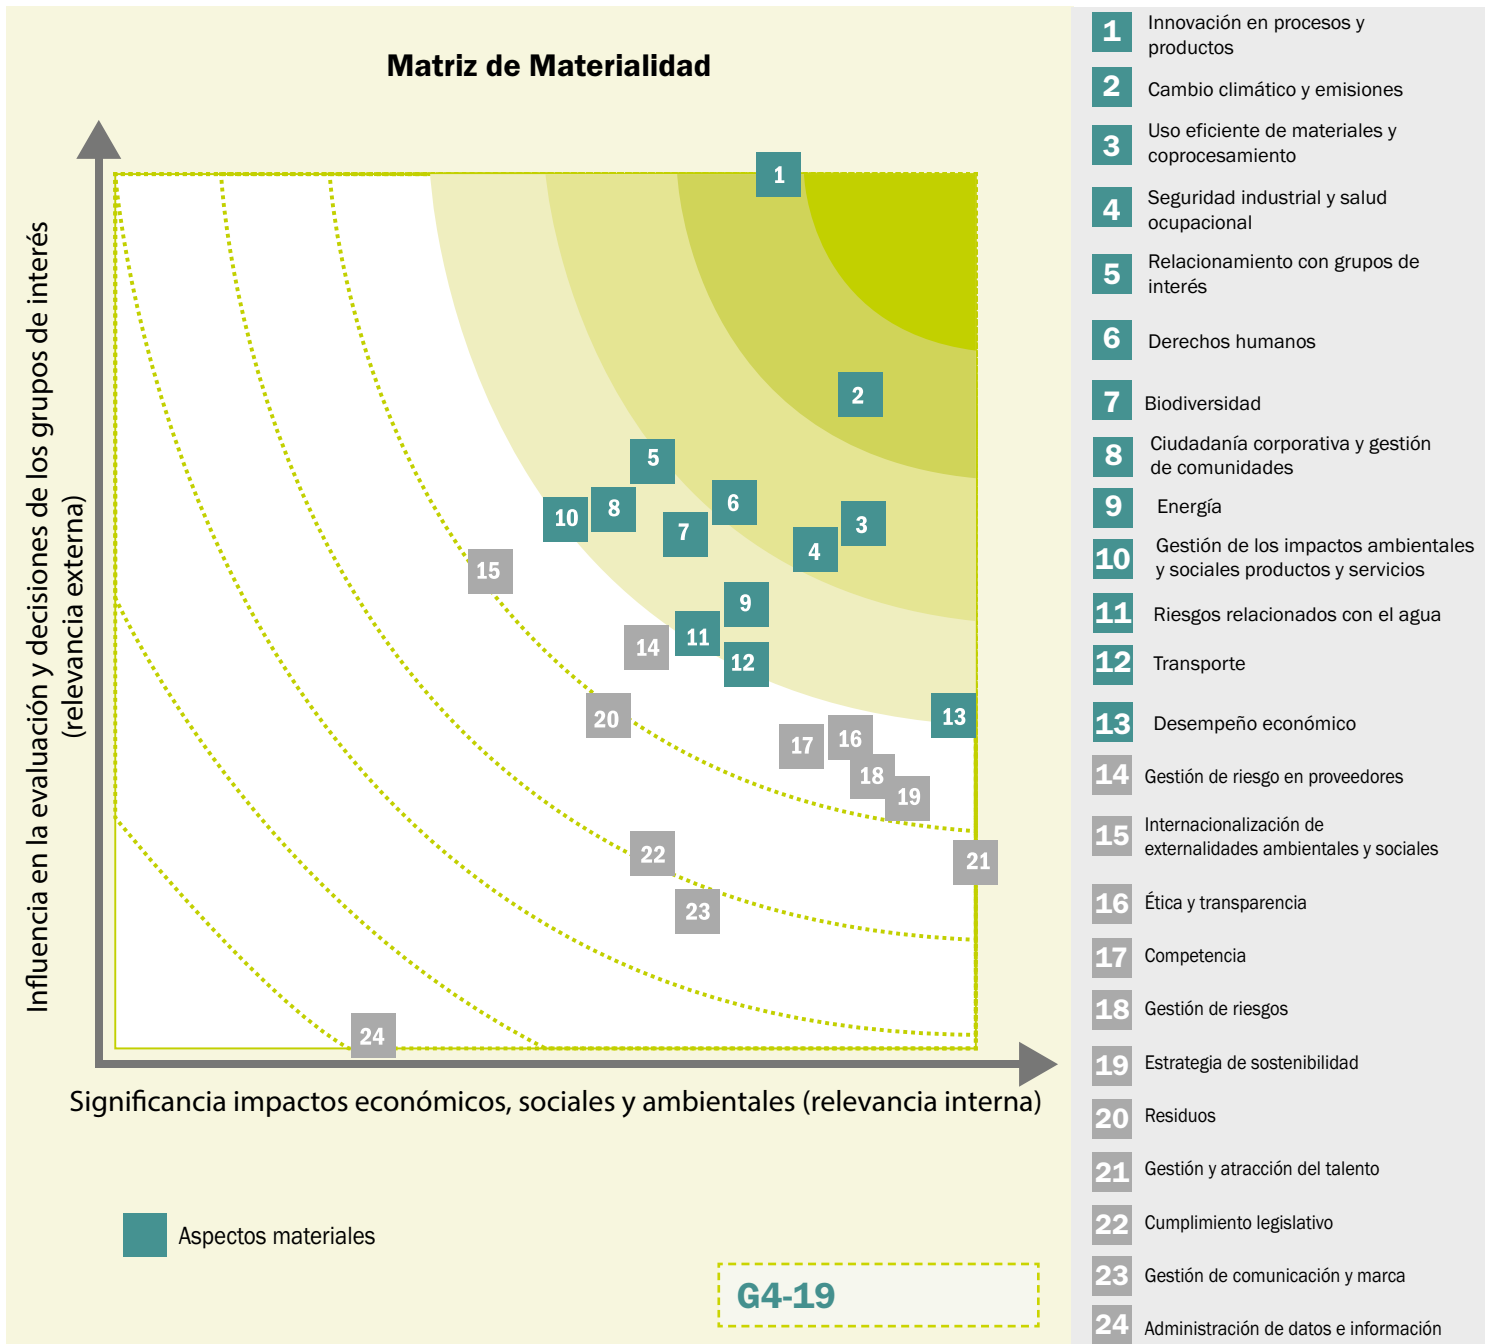 Matriz de Materialidad
Influencia en la evaluación y decisiones de los grupos de interés
(relevancia externa)
1
2
5
10
8
6
7
3
4
15
9
14
11
12
20
13
17
16
18
19
22
21
23
24
Significancia impactos económicos, sociales y ambientales (relevancia interna)
Aspectos materiales
G4-19
1 Innovación en procesos y
productos
2 Cambio climático y emisiones
3 Uso eficiente de materiales y
coprocesamiento
4 Seguridad industrial y salud
ocupacional
5 Relacionamiento con grupos de
interés
6 Derechos humanos
7 Biodiversidad
8 Ciudadanía corporativa y gestión
de comunidades
9 Energía
10 Gestión de los impactos ambientales
y sociales productos y servicios
11 Riesgos relacionados con el agua
12 Transporte
13 Desempeño económico
14 Gestión de riesgo en proveedores
15 Internacionalización de
externalidades ambientales y sociales
16 Ética y transparencia
17 Competencia
18 Gestión de riesgos
19 Estrategia de sostenibilidad
20 Residuos
21 Gestión y atracción del talento
22 Cumplimiento legislativo
23 Gestión de comunicación y marca
24 Administración de datos e información